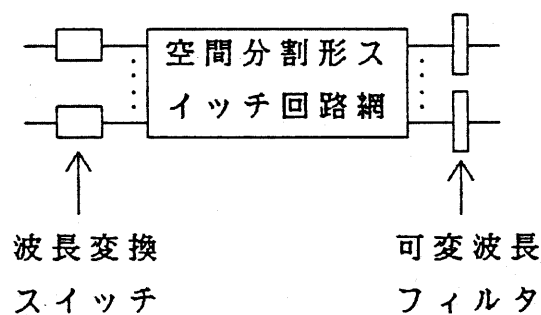 空間分割形ス
イッチ回路網
波長変換
スイッチ
可変波長
フィルタ